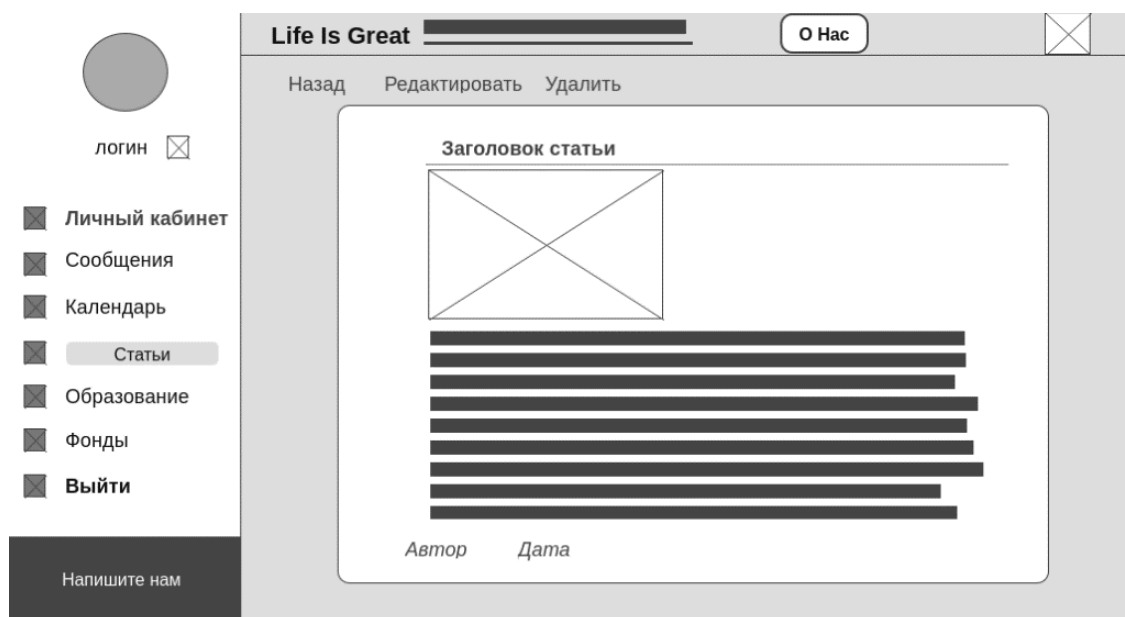 Life Is Great
О Нас
логин
Личный кабинет
Сообщения
Календарь
Статьи
Образование
Фонды
Выйти
Напишите нам
Назад Редактировать Удалить
Заголовок статьи
Автор Дата